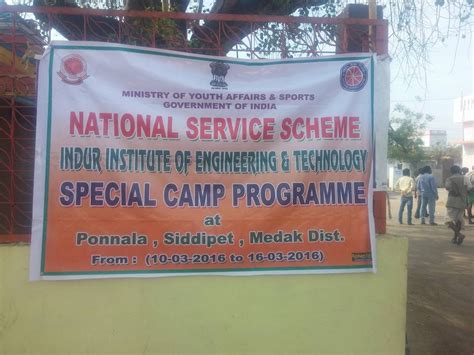 MINISTRY OF YOUTH AFFAIRS & SPORTS
GOVERNMENT OF INDIA
NATIONAL SERVICE SCHEME
INDUR INSTITUTE OF ENGINEERING & TECHNOLOGY
SPECIAL CAMP PROGRAMME
at
Ponnala , Siddipet , Medak Dist.
From : (10-03-2016 to 16-03-2016)